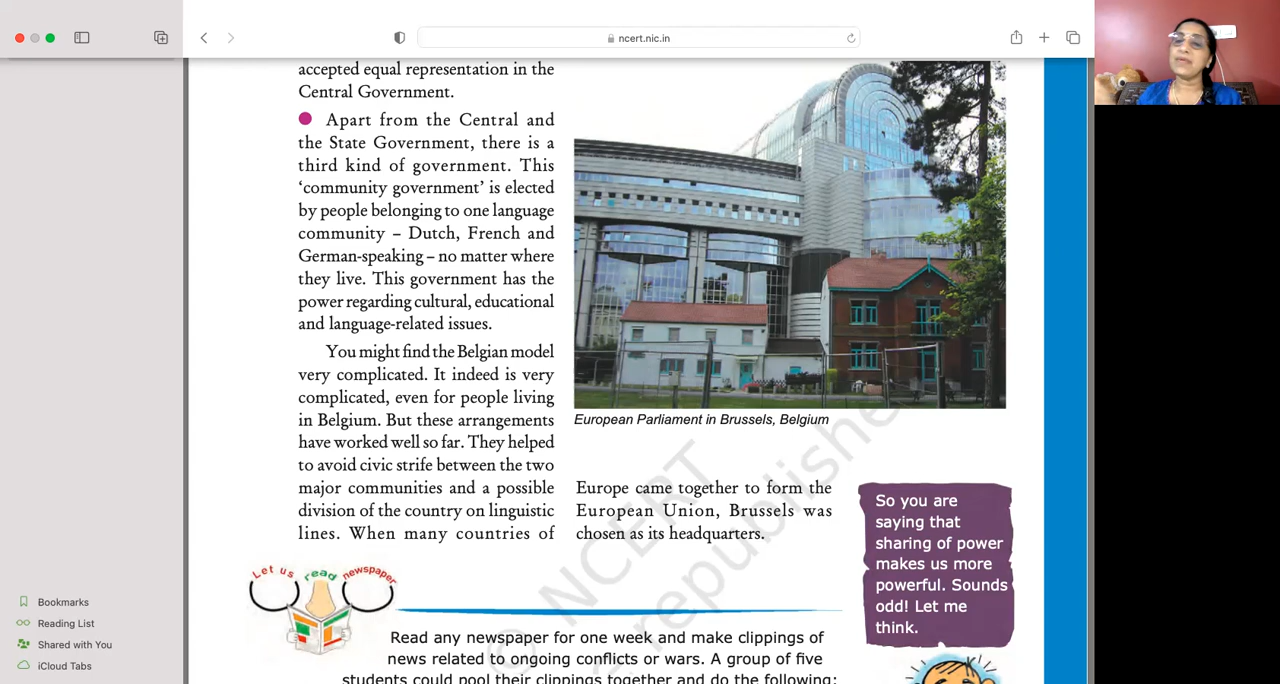 ncert.nic.in
accepted equal representation in the
Central Government.
Apart from the Central and
the State Government, there is a
third kind of government. This
‘community government’ is elected
by people belonging to one language
community – Dutch, French and
German-speaking – no matter where
they live. This government has the
power regarding cultural, educational
and language-related issues.
You might find the Belgian model
very complicated. It indeed is very
complicated, even for people living
in Belgium. But these arrangements
have worked well so far. They helped
to avoid civic strife between the two
major communities and a possible
division of the country on linguistic
lines. When many countries of
European Parliament in Brussels, Belgium
Europe came together to form the
European Union, Brussels was
chosen as its headquarters.
So you are
saying that
sharing of power
makes us more
powerful. Sounds
odd! Let me
think.
Let us read newspaper
Read any newspaper for one week and make clippings of
news related to ongoing conflicts or wars. A group of five
students could pool their clippings together and do the following:
© NCERT
republished
Bookmarks
Reading List
Shared with You
iCloud Tabs